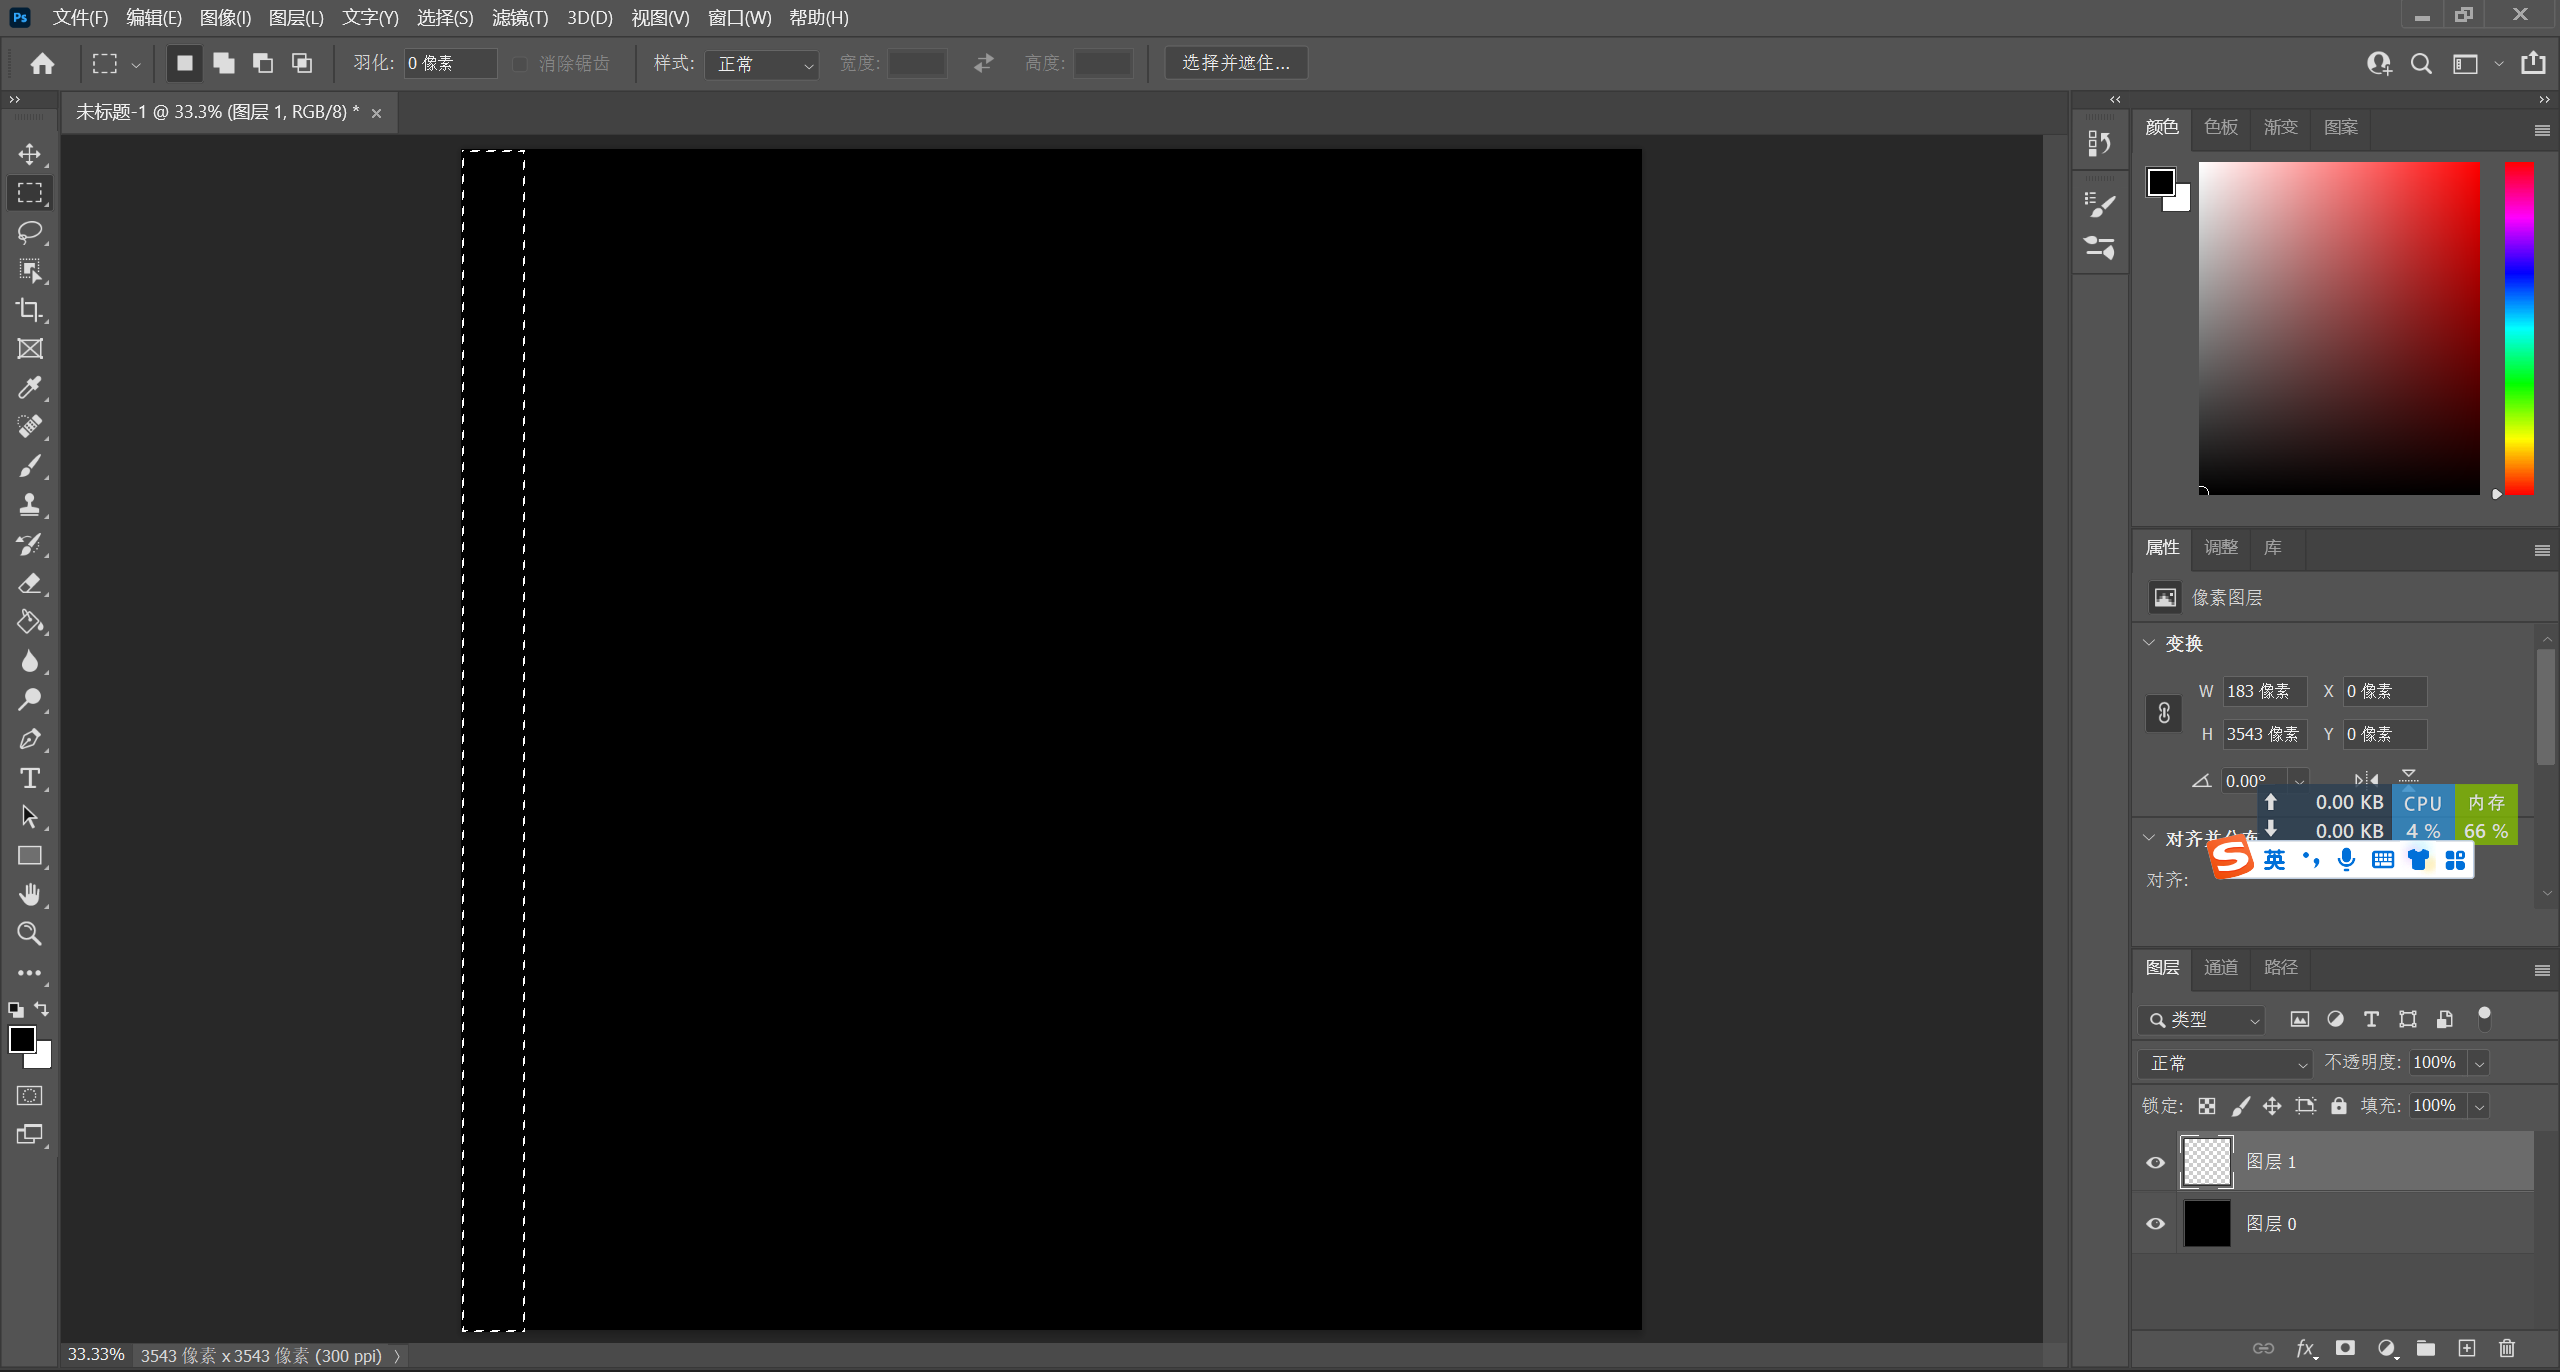 Ps 文件(F) 编辑(E) 图像(I) 图层(L) 文字(Y) 选择(S) 滤镜(T) 3D(D) 视图(V) 窗口(W) 帮助(H)
羽化: 0 像素 消除锯齿 样式: 正常 宽度: 高度: 选择并遮住...
未标题-1 @ 33.3% (图层 1, RGB/8) *
颜色 色板 渐变 图案
属性 调整 库
像素图层
变换
W 183 像素 X 0 像素
H 3543 像素 Y 0 像素
0.00°
0.00 KB CPU 内存
0.00 KB 4 % 66 %
对齐并分布
英
对齐:
图层 通道 路径
类型
正常 不透明度: 100%
锁定: 填充: 100%
图层 1
图层 0
fx
33.33% 3543 像素 x 3543 像素 (300 ppi)